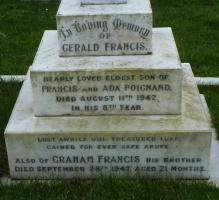 In Loving Memory
OF
GERALD FRANCIS,
DEARLY LOVED ELDEST SON OF
FRANCIS AND ADA POIGNAND,
DIED AUGUST 11TH 1942,
IN HIS 8TH YEAR.
LOST AWHILE OUR TREASURED LOVE
GAINED FOR EVER SAFE ABOVE
ALSO OF GRAHAM FRANCIS HIS BROTHER
DIED SEPTEMBER 28TH 1947 AGED 21 MONTHS.